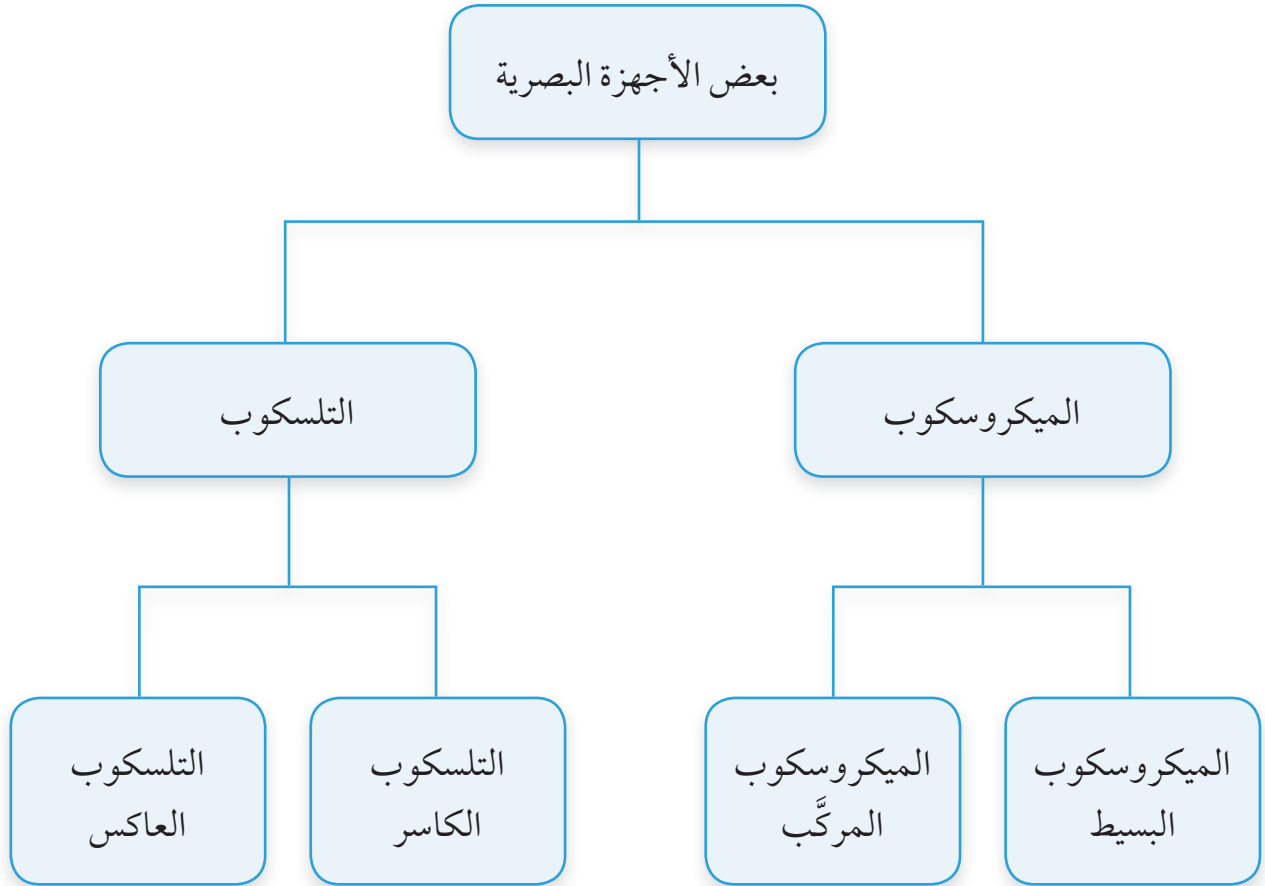 بعض الأجهزة البصرية
الميكروسكوب
التلسكوب
الميكروسكوب
البسيط
الميكروسكوب
المركَّب
التلسكوب
الكاسر
التلسكوب
العاكس